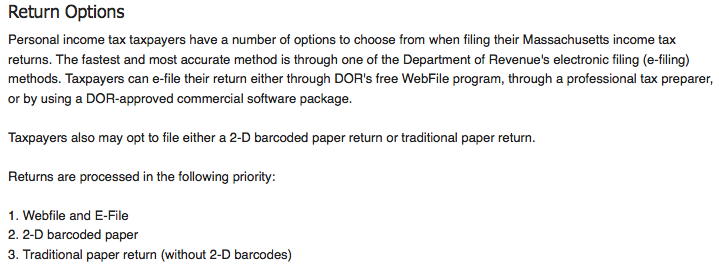 Return Options
Personal income tax taxpayers have a number of options to choose from when filing their Massachusetts income tax
returns. The fastest and most accurate method is through one of the Department of Revenue's electronic filing (e-filing)
methods. Taxpayers can e-file their return either through DOR's free WebFile program, through a professional tax preparer,
or by using a DOR-approved commercial software package.
Taxpayers also may opt to file either a 2-D barcoded paper return or traditional paper return.
Returns are processed in the following priority:
1. Webfile and E-File
2. 2-D barcoded paper
3. Traditional paper return (without 2-D barcodes)